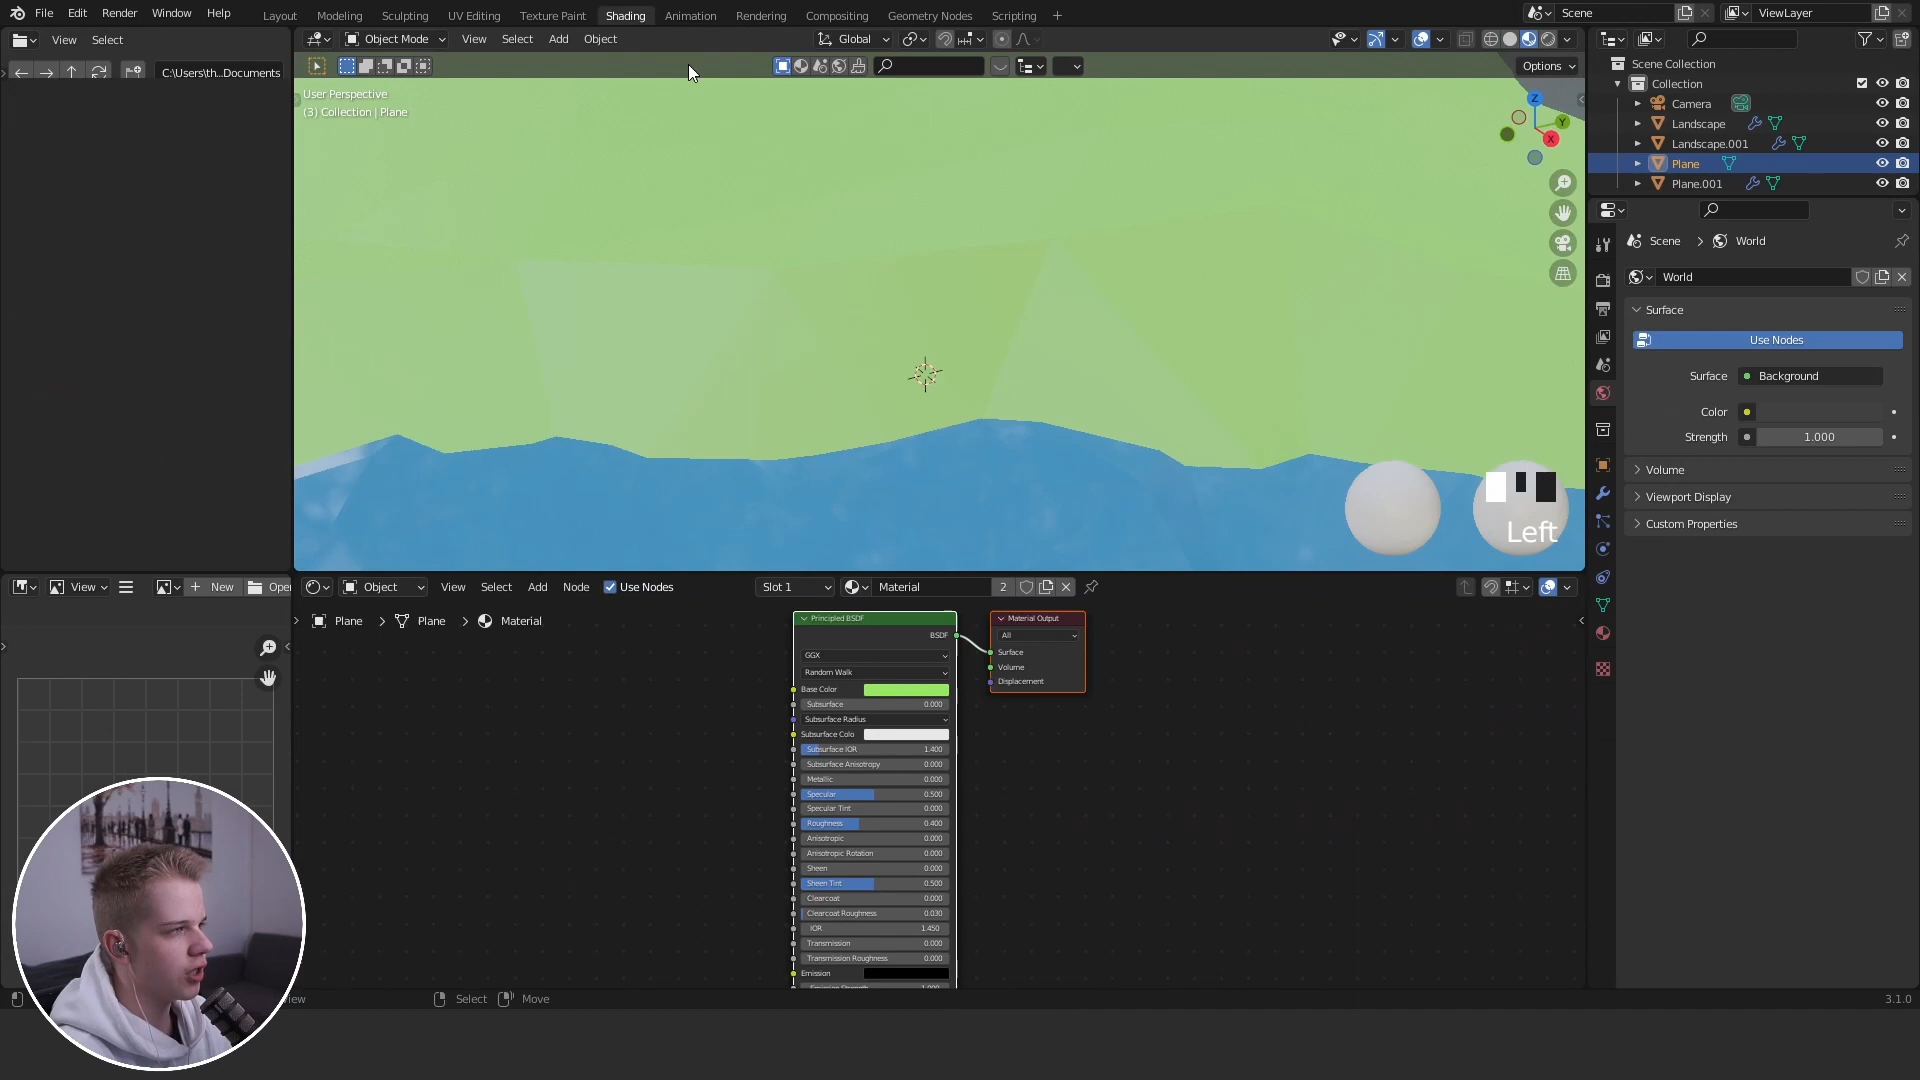 File Edit Render Window Help
Layout Modeling Sculpting UV Editing Texture Paint Shading Animation Rendering Compositing Geometry Nodes Scripting +
Scene ViewLayer
View Select
Object Mode View Select Add Object Global
C:\Users\th...Documents
Options
User Perspective
(3) Collection | Plane
Z
Y
X
Left
Scene Collection
Collection
Camera
Landscape
Landscape.001
Plane
Plane.001
Scene > World
World
Surface
Use Nodes
Surface Background
Color
Strength 1.000
Volume
Viewport Display
Custom Properties
View New Ope
Object View Select Add Node Use Nodes Slot 1 Material 2
Plane > Plane > Material
Principled BSDF
BSDF
GGX
Random Walk
Base Color
Subsurface 0.000
Subsurface Radius
Subsurface Colo
Subsurface IOR 1.400
Subsurface Anisotropy 0.000
Metallic 0.000
Specular 0.500
Specular Tint 0.000
Roughness 0.400
Anisotropic 0.000
Anisotropic Rotation 0.000
Sheen 0.000
Sheen Tint 0.500
Clearcoat 0.000
Clearcoat Roughness 0.030
IOR 1.450
Transmission 0.000
Transmission Roughness 0.000
Emission
Material Output
All
Surface
Volume
Displacement
Select Move
3.1.0